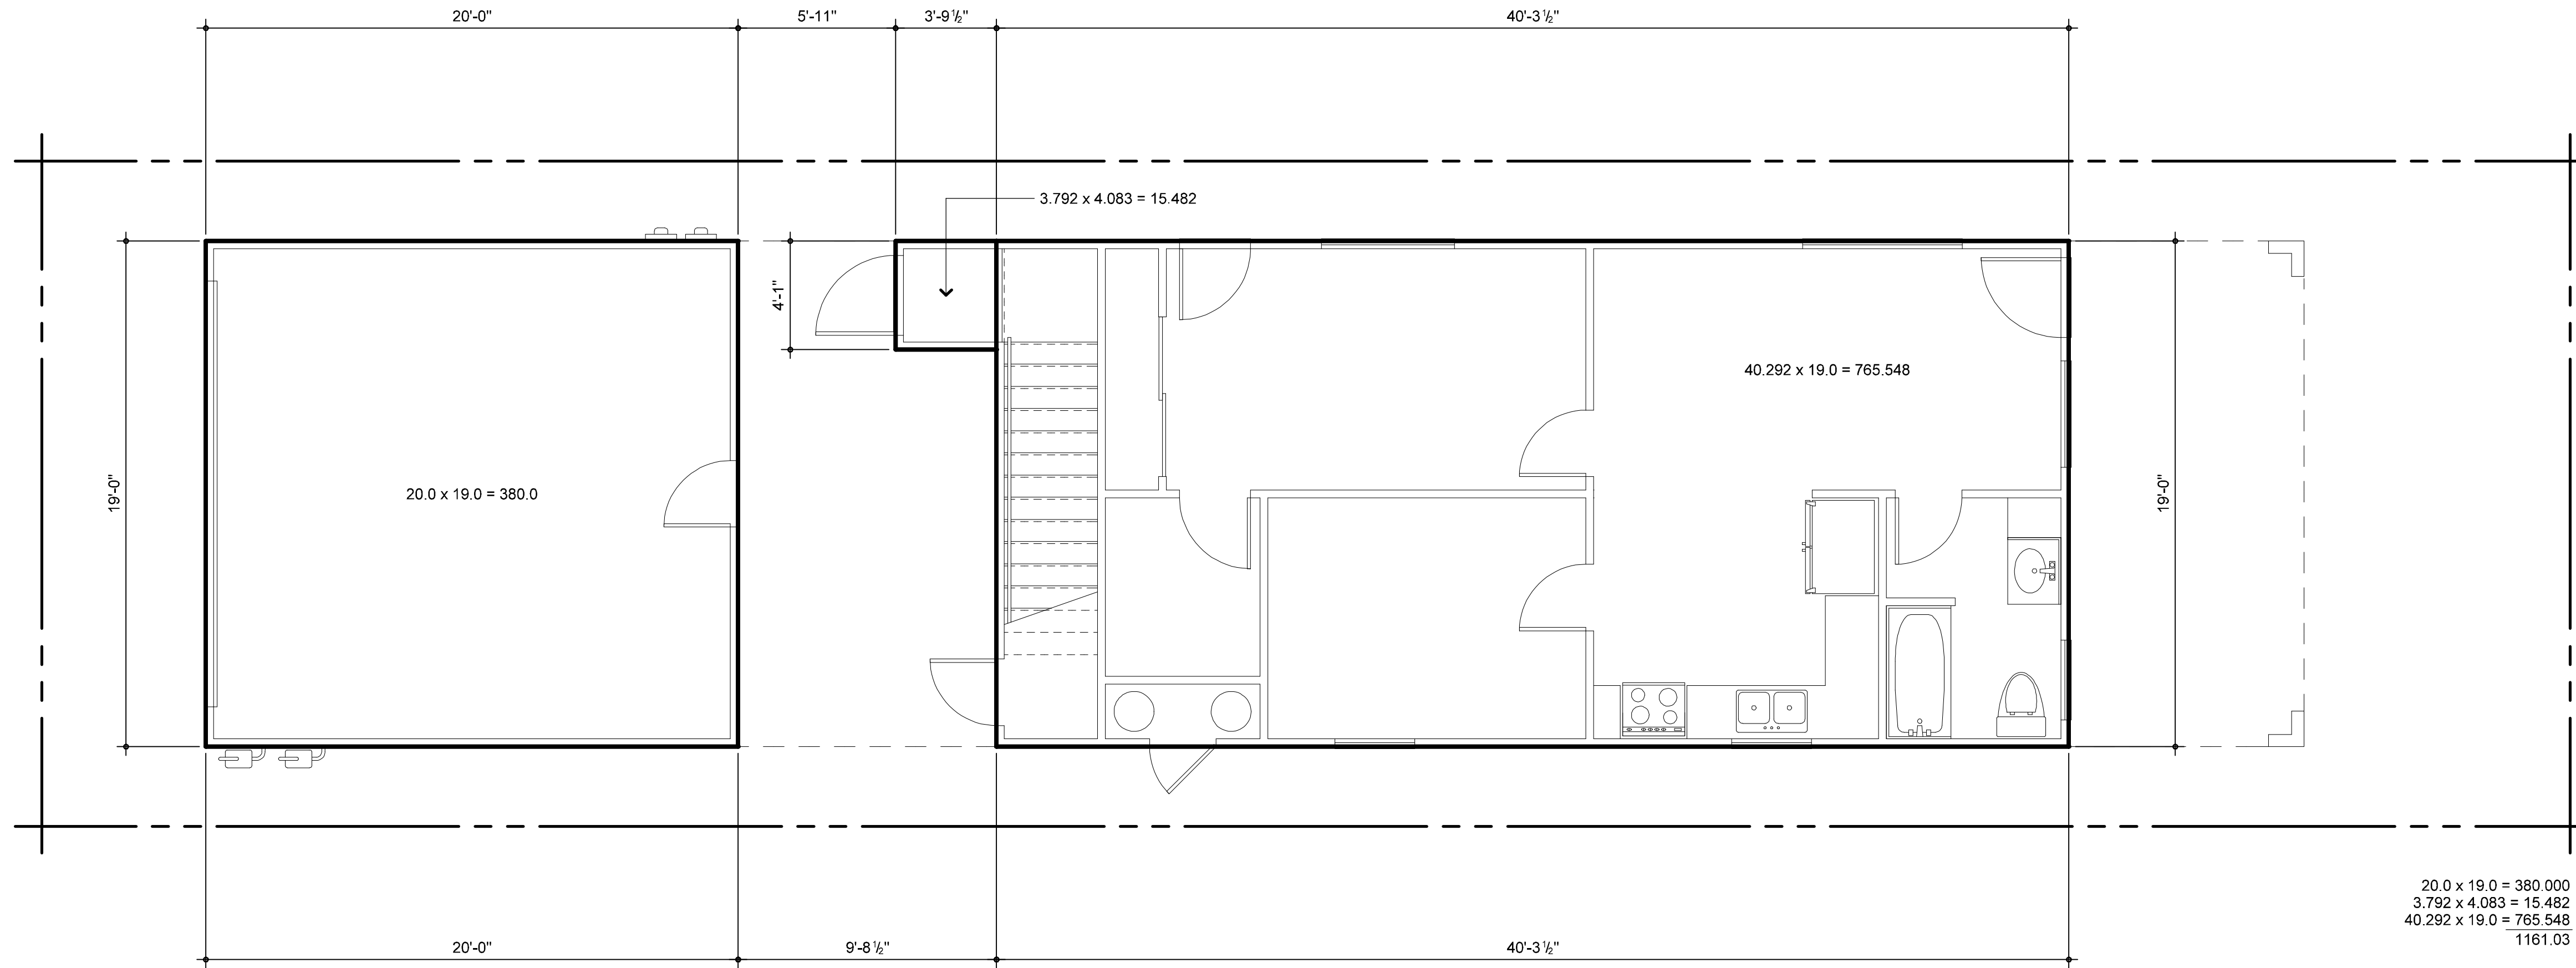 20'-0" 5'-11" 3'-9½" 40'-3½"
3.792 x 4.083 = 15.482
4'-1"
40.292 x 19.0 = 765.548
19'-0" 20.0 x 19.0 = 380.0 19'-0"
20.0 x 19.0 = 380.000
3.792 x 4.083 = 15.482
40.292 x 19.0 = 765.548
1161.03
20'-0" 9'-8½" 40'-3½"